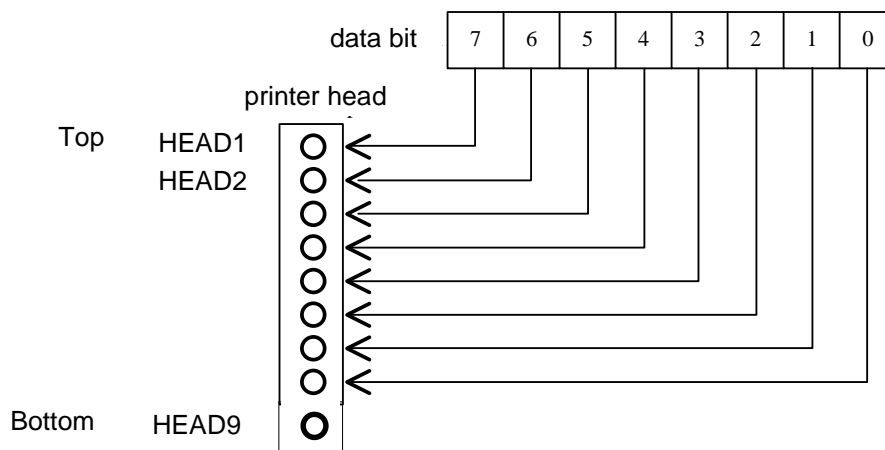 data bit 7 6 5 4 3 2 1 0
printer head
Top HEAD1
HEAD2
Bottom HEAD9